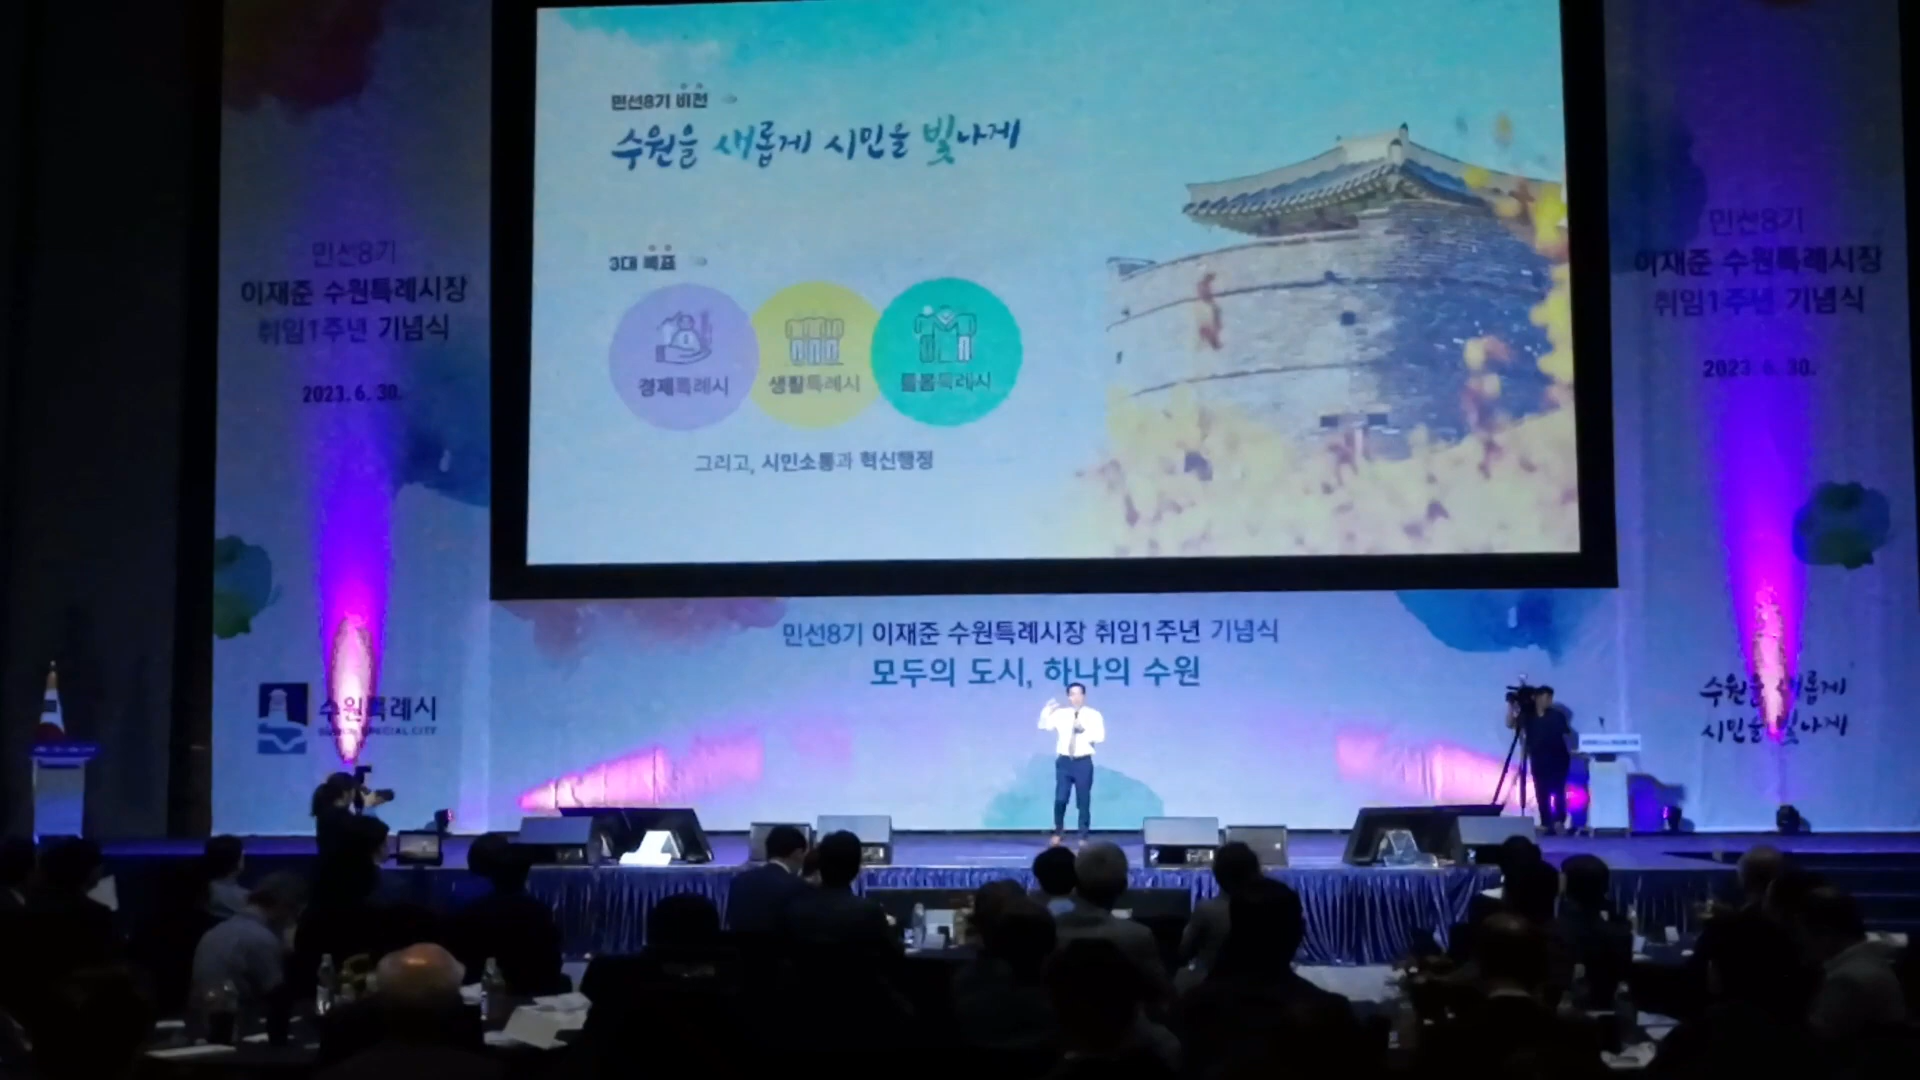 민선8기 비전
수원을 새롭게 시민을 빛나게
3대 목표
경제특례시
생활특례시
돌봄특례시
그리고, 시민소통과 혁신행정
민선8기
이재준 수원특례시장
취임1주년 기념식
2023. 6. 30.
민선8기
이재준 수원특례시장
취임1주년 기념식
2023. 6. 30.
민선8기 이재준 수원특례시장 취임1주년 기념식
모두의 도시, 하나의 수원
수원특례시
SUWON SPECIAL CITY
수원을 새롭게
시민을 빛나게